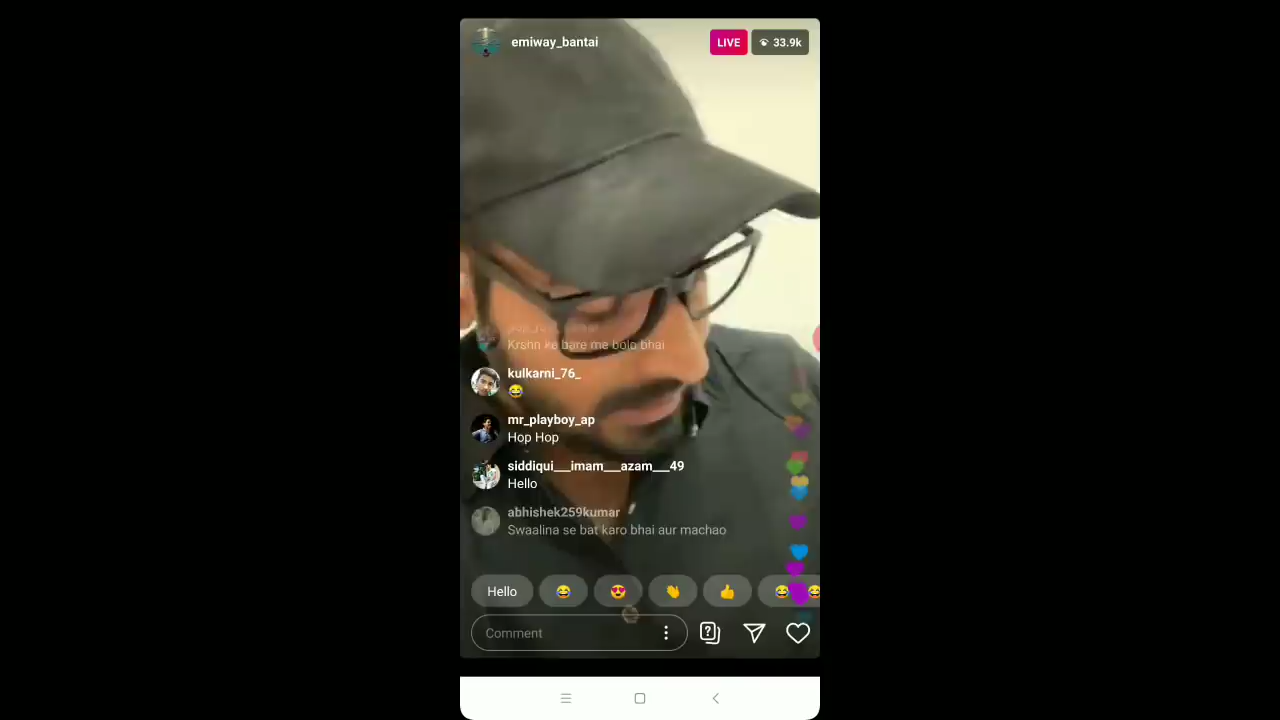 emiway_bantai
LIVE
33.9k
Krshn ke bare me bolo bhai
kulkarni_76_
mr_playboy_ap
Hop Hop
siddiqui___imam___azam___49
Hello
abhishek259kumar
Swaalina se bat karo bhai aur machao
Hello
Comment